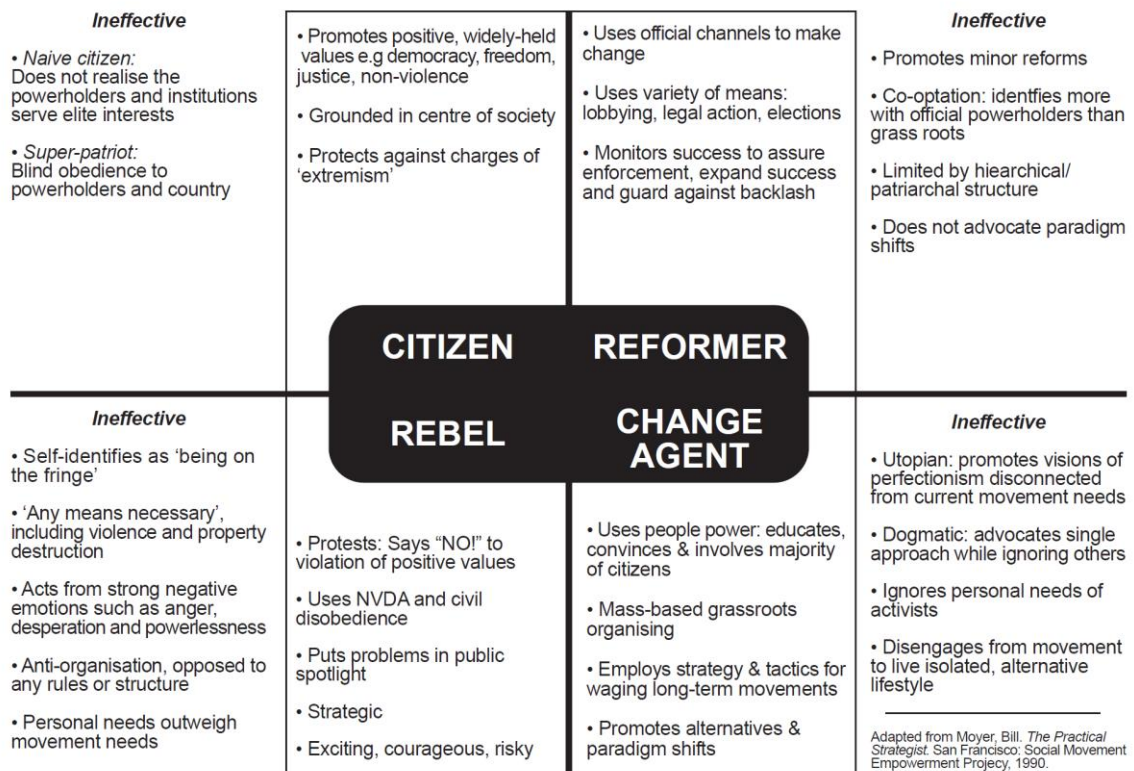 Ineffective
• Naive citizen:
Does not realise the
powerholders and institutions
serve elite interests
• Super-patriot:
Blind obedience to
powerholders and country
• Promotes positive, widely-held
values e.g democracy, freedom,
justice, non-violence
• Grounded in centre of society
• Protects against charges of
‘extremism’
• Uses official channels to make
change
• Uses variety of means:
lobbying, legal action, elections
• Monitors success to assure
enforcement, expand success
and guard against backlash
Ineffective
• Promotes minor reforms
• Co-optation: identfies more
with official powerholders than
grass roots
• Limited by hiearchical/
patriarchal structure
• Does not advocate paradigm
shifts
CITIZEN
REFORMER
REBEL
CHANGE
AGENT
Ineffective
• Self-identifies as ‘being on
the fringe’
• ‘Any means necessary’,
including violence and property
destruction
• Acts from strong negative
emotions such as anger,
desperation and powerlessness
• Anti-organisation, opposed to
any rules or structure
• Personal needs outweigh
movement needs
• Protests: Says “NO!” to
violation of positive values
• Uses NVDA and civil
disobedience
• Puts problems in public
spotlight
• Strategic
• Exciting, courageous, risky
• Uses people power: educates,
convinces & involves majority
of citizens
• Mass-based grassroots
organising
• Employs strategy & tactics for
waging long-term movements
• Promotes alternatives &
paradigm shifts
Ineffective
• Utopian: promotes visions of
perfectionism disconnected
from current movement needs
• Dogmatic: advocates single
approach while ignoring others
• Ignores personal needs of
activists
• Disengages from movement
to live isolated, alternative
lifestyle
Adapted from Moyer, Bill. The Practical
Strategist. San Francisco: Social Movement
Empowerment Projecy, 1990.